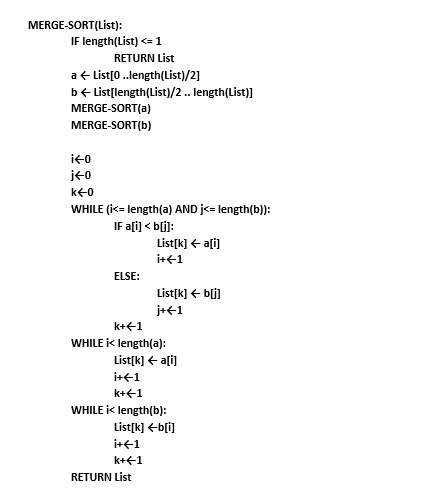 MERGE-SORT(List):
IF length(List) <= 1
RETURN List
a ← List[0 ..length(List)/2]
b ← List[length(List)/2 .. length(List)]
MERGE-SORT(a)
MERGE-SORT(b)
i←0
j←0
k←0
WHILE (i<= length(a) AND j<= length(b)):
IF a[i] < b[j]:
List[k] ← a[i]
i+←1
ELSE:
List[k] ← b[j]
j+←1
k+←1
WHILE i< length(a):
List[k] ← a[i]
i+←1
k+←1
WHILE i< length(b):
List[k] ←b[i]
i+←1
k+←1
RETURN List